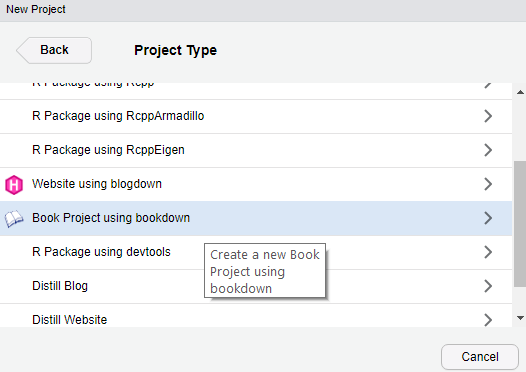 New Project
Back
Project Type
R Package using Rcpp
R Package using RcppArmadillo
R Package using RcppEigen
H
Website using blogdown
Book Project using bookdown
R Package using devtools
Create a new Book
Project using
bookdown
Distill Blog
Distill Website
Cancel